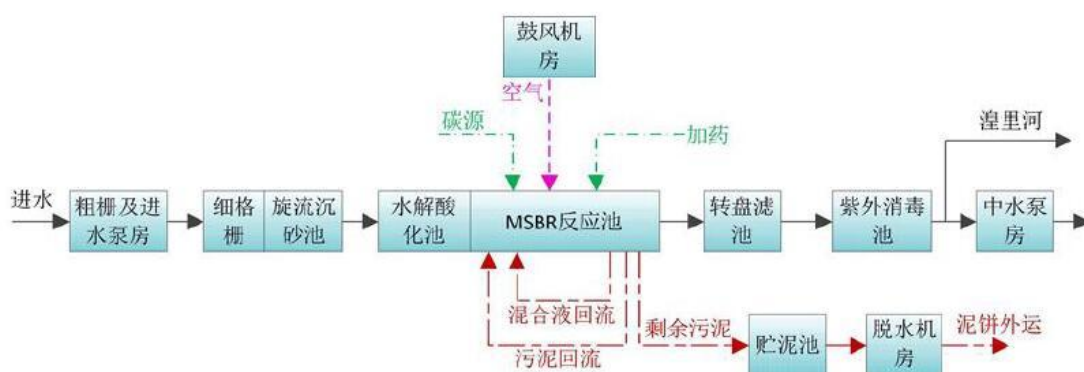 鼓风机
房
空气
碳源
加药
湟里河
进水
粗栅及进
水泵房
细格
栅
旋流沉
砂池
水解酸
化池
MSBR反应池
转盘滤
池
紫外消毒
池
中水泵
房
混合液回流
污泥回流
剩余污泥
贮泥池
脱水机
房
泥饼外运